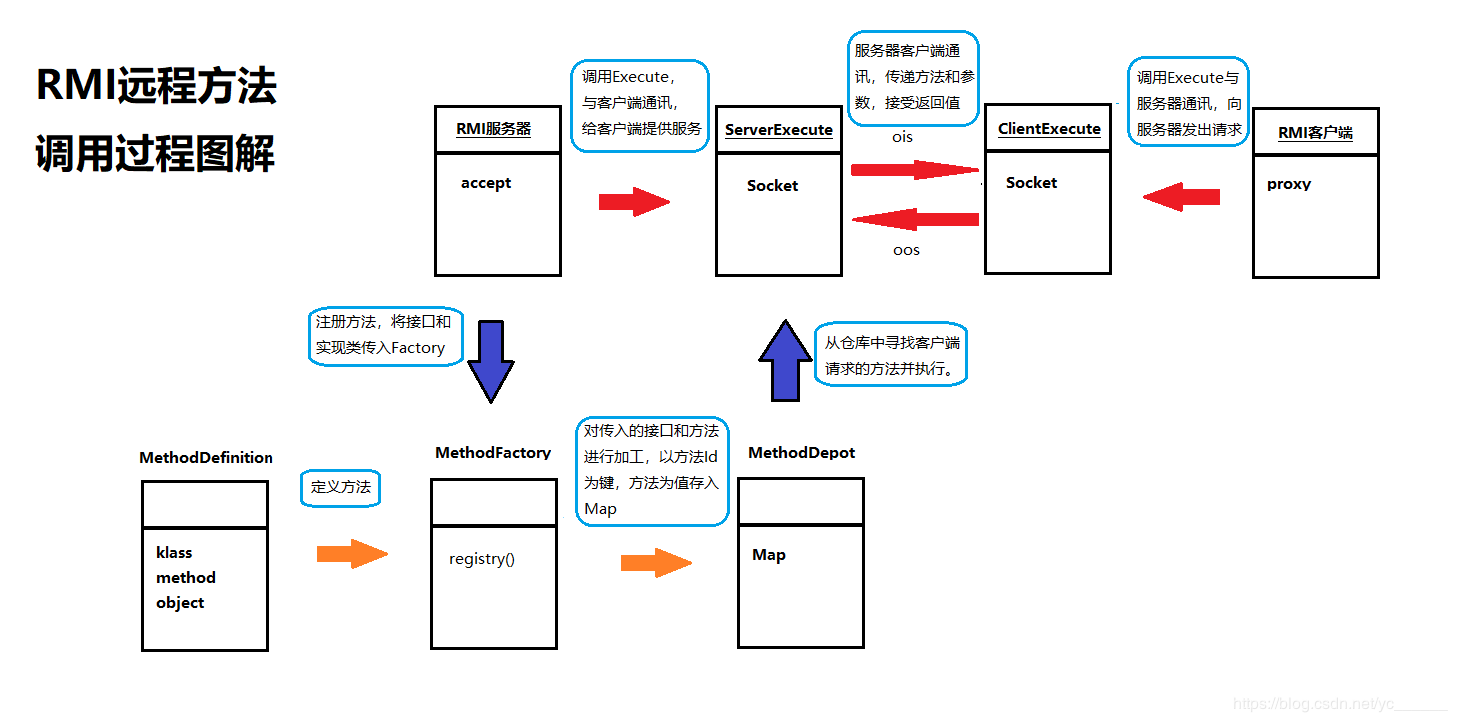 RMI远程方法
调用过程图解
RMI服务器
accept
调用Execute，
与客户端通讯，
给客户端提供服务
ServerExecute
Socket
服务器客户端通
讯，传递方法和参
数，接受返回值
ois
oos
ClientExecute
Socket
调用Execute与
服务器通讯，向
服务器发出请求
RMI客户端
proxy
注册方法，将接口和
实现类传入Factory
从仓库中寻找客户端
请求的方法并执行。
MethodDefinition
klass
method
object
定义方法
MethodFactory
registry()
对传入的接口和方法
进行加工，以方法Id
为键，方法为值存入
Map
MethodDepot
Map
https://blog.csdn.net/yc______